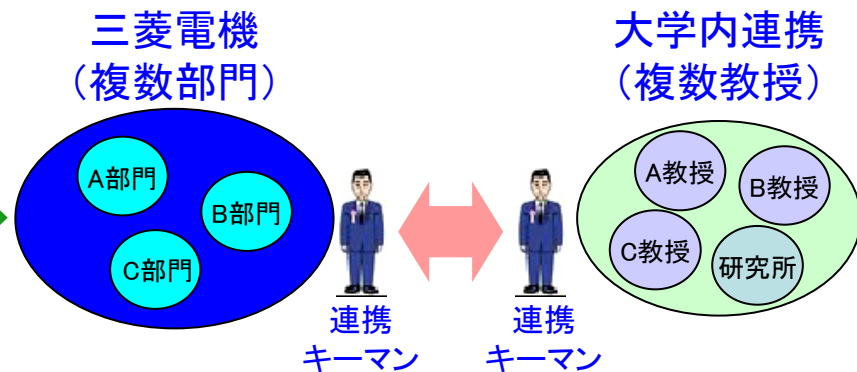 三菱電機
（複数部門）
A部門
B部門
C部門
連携
キーマン
大学内連携
（複数教授）
A教授
B教授
C教授
研究所
連携
キーマン